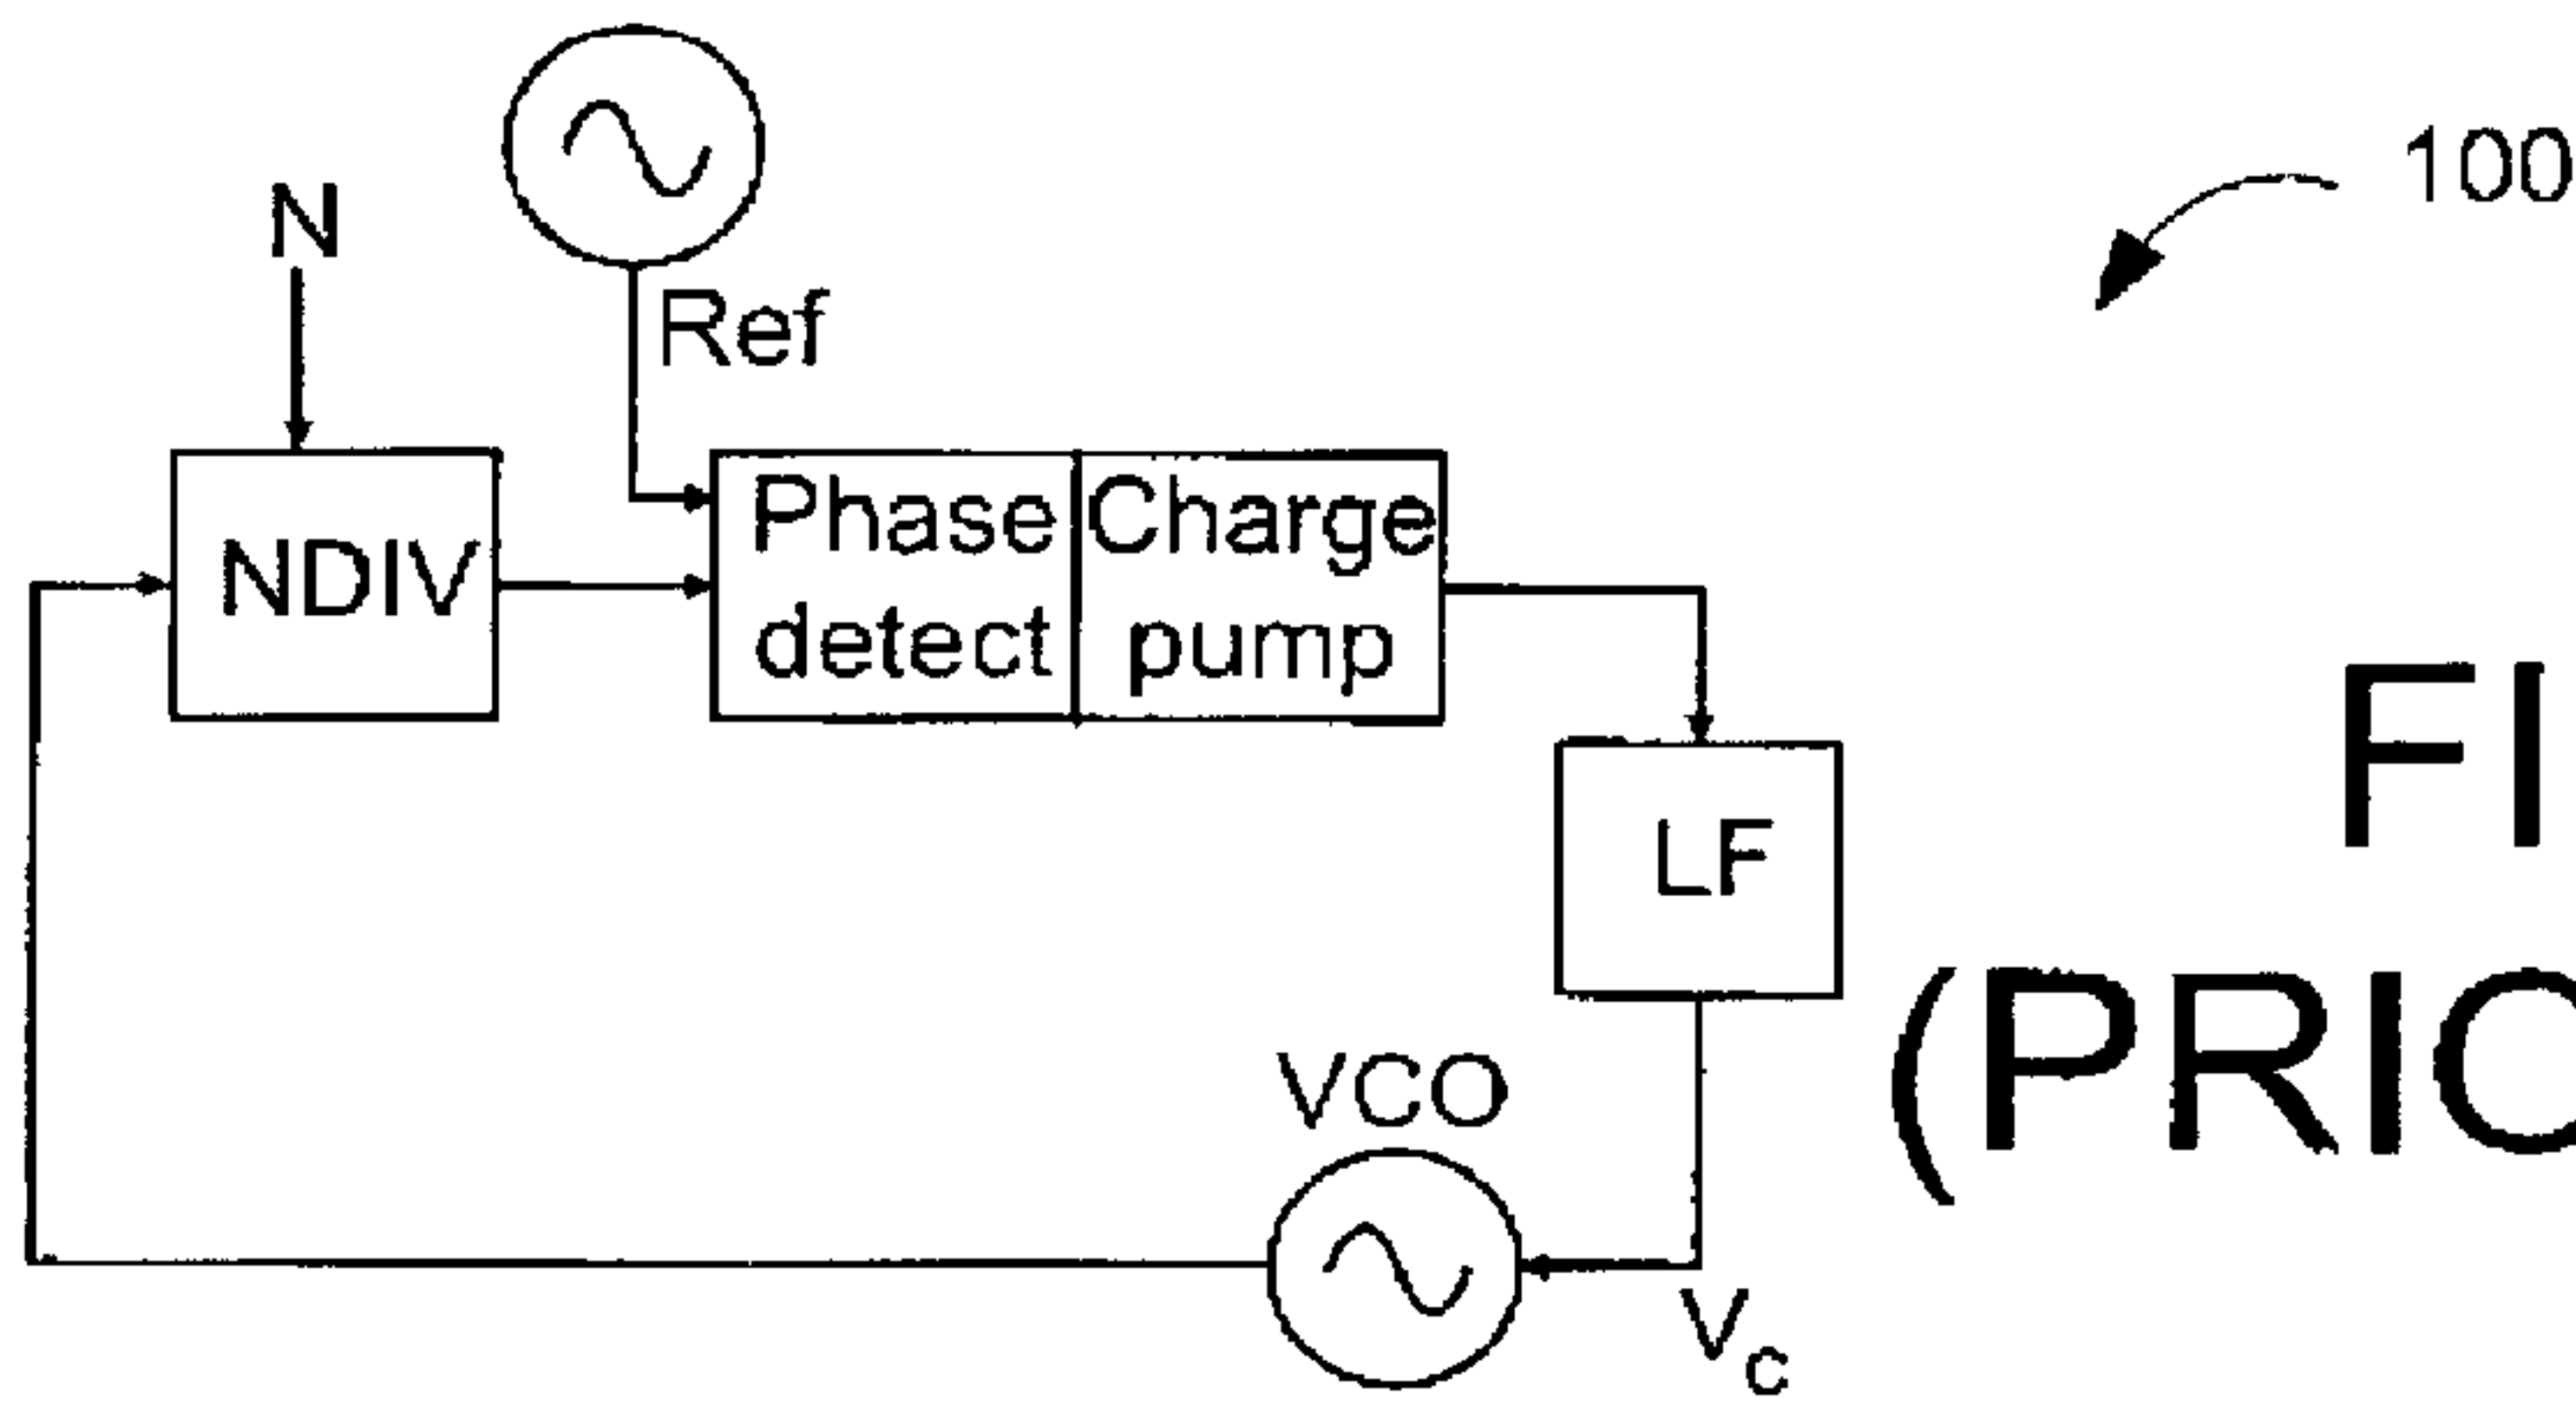 100
N
Ref
NDIV
Phase
detect
Charge
pump
LF
FI
(PRIO
VCO
Vc